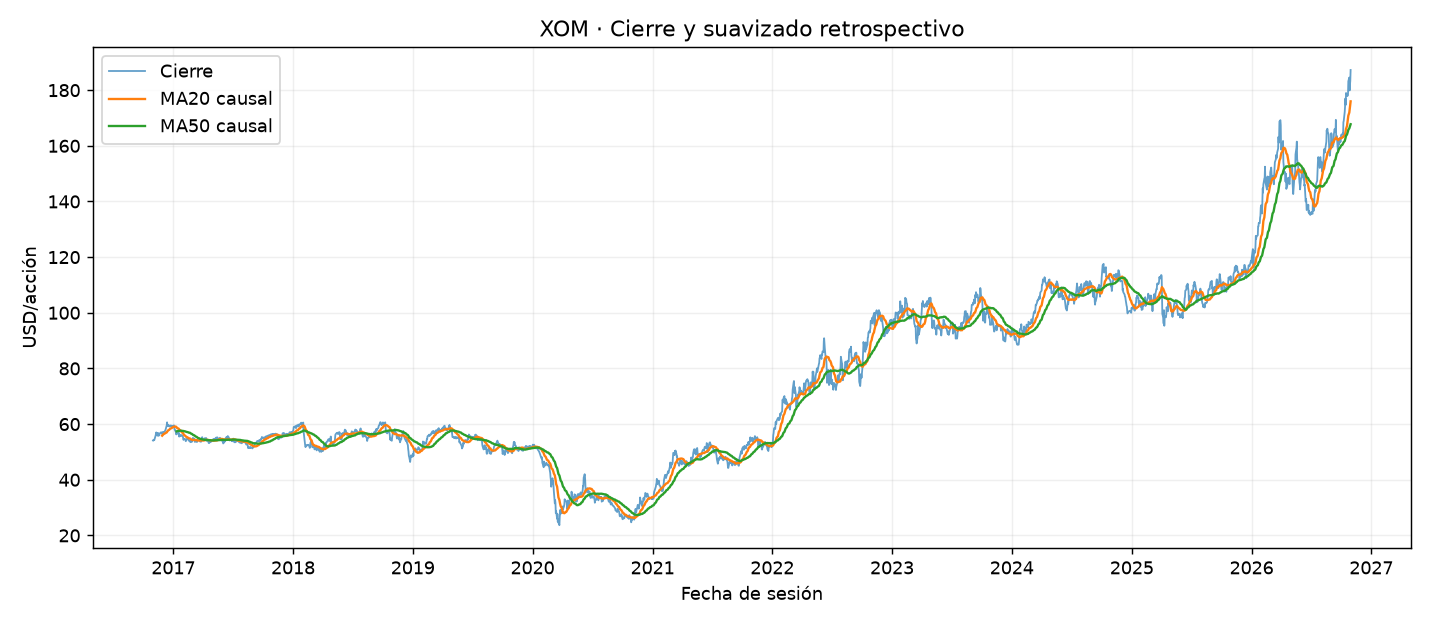 XOM · Cierre y suavizado retrospectivo
Cierre
MA20 causal
MA50 causal
USD/acción
180
160
140
120
100
80
60
40
20
2017 2018 2019 2020 2021 2022 2023 2024 2025 2026 2027
Fecha de sesión